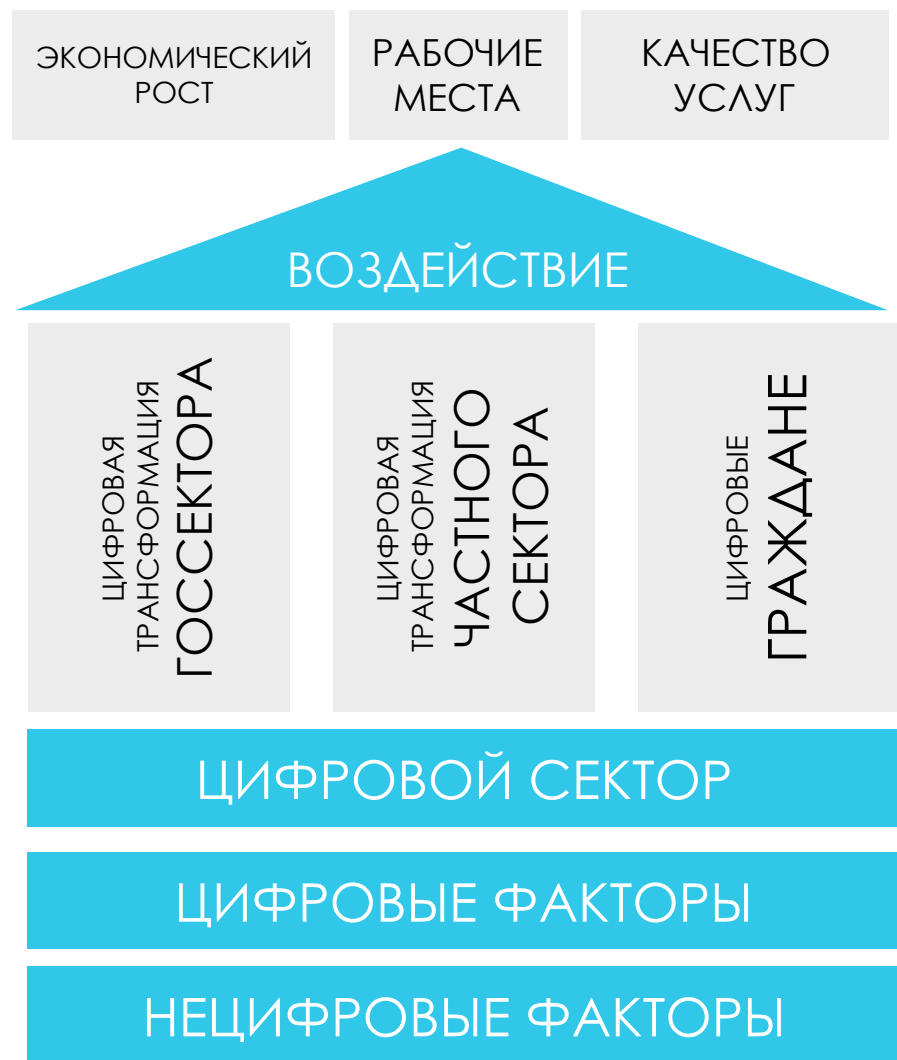 ЭКОНОМИЧЕСКИЙ
РОСТ
РАБОЧИЕ
МЕСТА
КАЧЕСТВО
УСЛУГ
ВОЗДЕЙСТВИЕ
ЦИФРОВАЯ
ТРАНСФОРМАЦИЯ
ГОССЕКТОРА
ЦИФРОВАЯ
ТРАНСФОРМАЦИЯ
ЧАСТНОГО
СЕКТОРА
ЦИФРОВЫЕ
ГРАЖДАНЕ
ЦИФРОВОЙ СЕКТОР
ЦИФРОВЫЕ ФАКТОРЫ
НЕЦИФРОВЫЕ ФАКТОРЫ